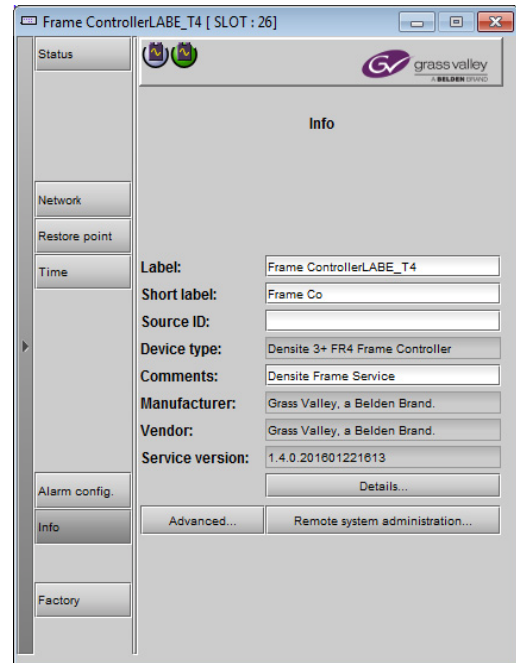 Frame ControllerLABE_T4 [ SLOT : 26]
Status
grass valley
A BELDEN BRAND
Info
Network
Restore point
Time
Label: Frame ControllerLABE_T4
Short label: Frame Co
Source ID:
Device type: Densite 3+ FR4 Frame Controller
Comments: Densite Frame Service
Manufacturer: Grass Valley, a Belden Brand.
Vendor: Grass Valley, a Belden Brand.
Service version: 1.4.0.201601221613
Details...
Alarm config.
Info
Advanced... Remote system administration...
Factory